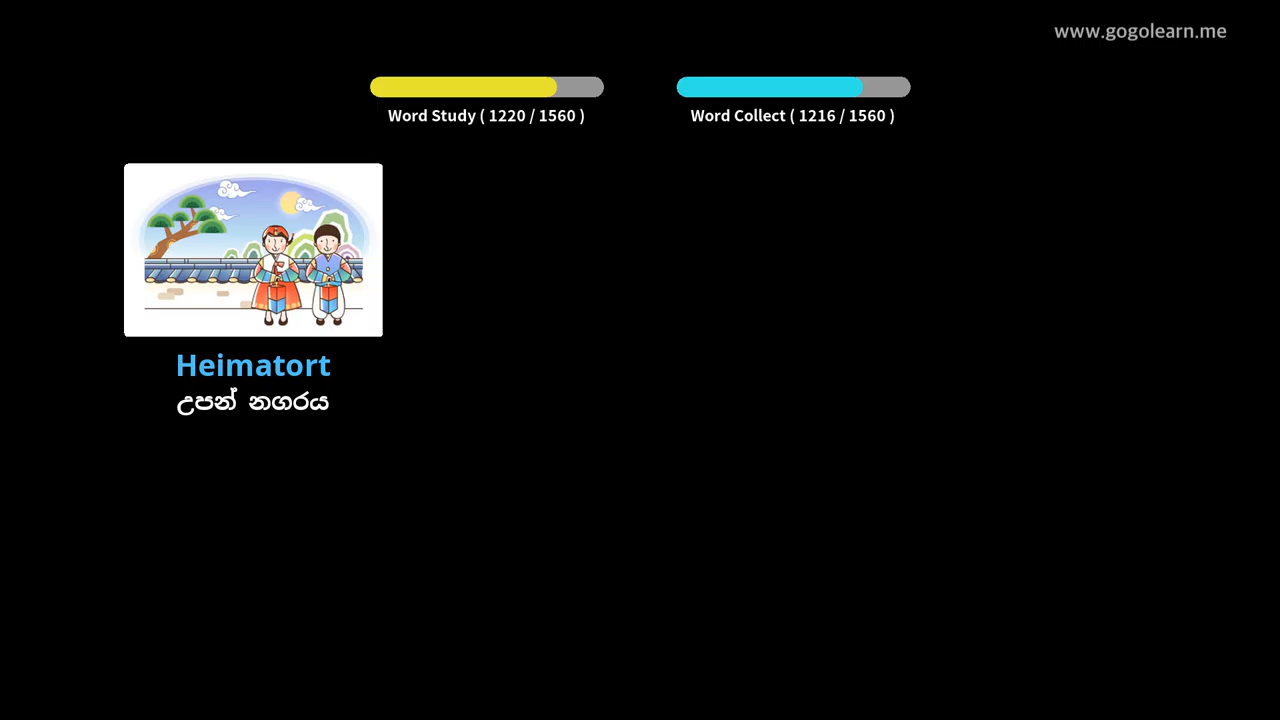 www.gogolearn.me
Word Study ( 1220 / 1560 )
Word Collect ( 1216 / 1560 )
Heimatort
උපන් නගරය